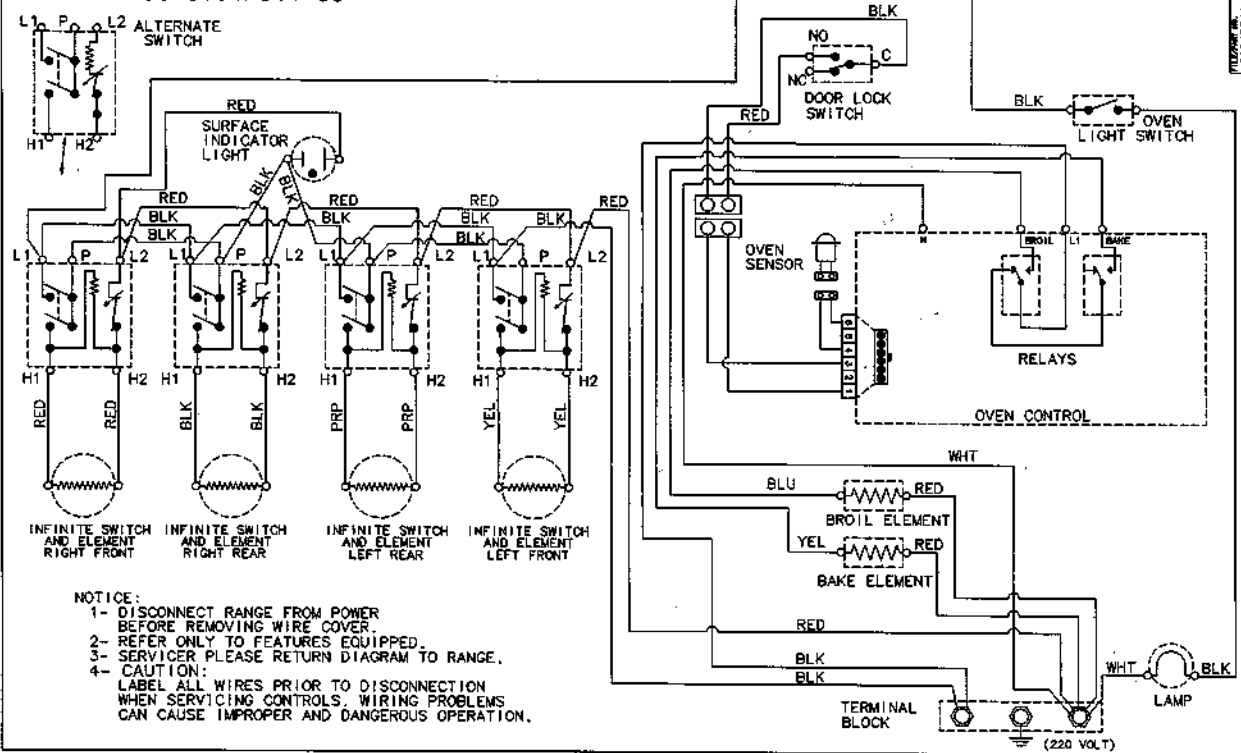 L1 P L2 ALTERNATE
SWITCH
H1 H2
RED
SURFACE
INDICATOR
LIGHT
BLK
BLK
BLK
NO
NC
C
DOOR LOCK
SWITCH
RED
BLK
OVEN
LIGHT SWITCH
RED
BLK
BLK
RED
BLK
RED
BLK
BLK
BLK
RED
L1 P L2
L1 P L2
L1 P L2
L1 P L2
H1 H2
H1 H2
H1 H2
H1 H2
RED RED
BLK BLK
PRP PRP
YEL YEL
INFINITE SWITCH
AND ELEMENT
RIGHT FRONT
INFINITE SWITCH
AND ELEMENT
RIGHT REAR
INFINITE SWITCH
AND ELEMENT
LEFT REAR
INFINITE SWITCH
AND ELEMENT
LEFT FRONT
OVEN
SENSOR
N BROIL L1 BAKE
6
5
4
3
2
1
RELAYS
OVEN CONTROL
WHT
BLU
RED
BROIL ELEMENT
YEL
RED
BAKE ELEMENT
RED
BLK
BLK
WHT
BLK
LAMP
TERMINAL
BLOCK
(220 VOLT)
NOTICE:
1- DISCONNECT RANGE FROM POWER
BEFORE REMOVING WIRE COVER.
2- REFER ONLY TO FEATURES EQUIPPED.
3- SERVICER PLEASE RETURN DIAGRAM TO RANGE.
4- CAUTION:
LABEL ALL WIRES PRIOR TO DISCONNECTION
WHEN SERVICING CONTROLS. WIRING PROBLEMS
CAN CAUSE IMPROPER AND DANGEROUS OPERATION.